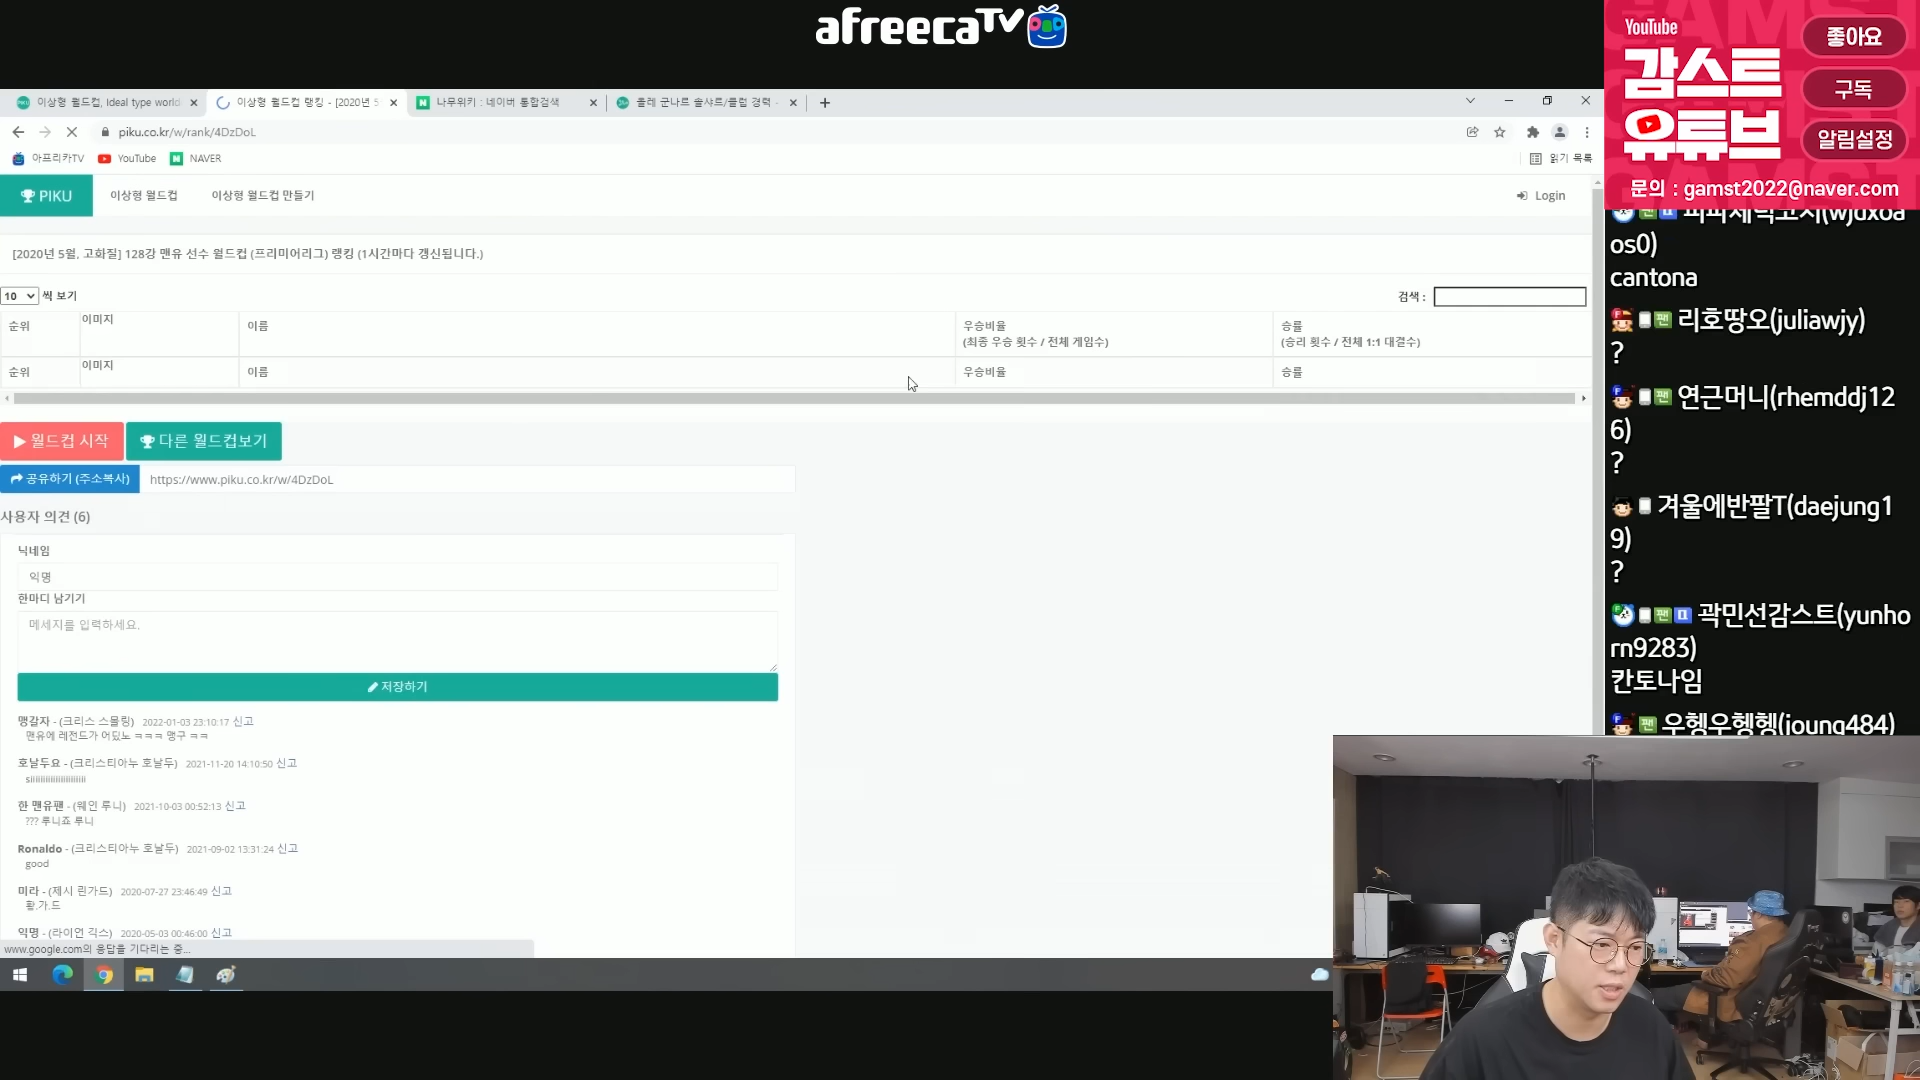 afreecaTV
이상형 월드컵, Ideal type world
이상형 월드컵 랭킹 - [2020년 5
나무위키 : 네이버 통합검색
올레 군나르 솔샤르/클럽 경력 -
piku.co.kr/w/rank/4DzDoL
아프리카TV
YouTube
NAVER
읽기 목록
PIKU
이상형 월드컵
이상형 월드컵 만들기
Login
[2020년 5월, 고화질] 128강 맨유 선수 월드컵 (프리미어리그) 랭킹 (1시간마다 갱신됩니다.)
10 씩 보기
검색 :
순위
이미지
이름
우승비율
(최종 우승 횟수 / 전체 게임수)
승률
(승리 횟수 / 전체 1:1 대결수)
순위
이미지
이름
우승비율
승률
월드컵 시작
다른 월드컵보기
공유하기 (주소복사)
https://www.piku.co.kr/w/4DzDoL
사용자 의견 (6)
닉네임
익명
한마디 남기기
메세지를 입력하세요.
저장하기
맹갈자 - (크리스 스몰링) 2022-01-03 23:10:17 신고
맨유에 레전드가 어딨노 ㅋㅋㅋ 맹구 ㅋㅋ
호날두요 - (크리스티아누 호날두) 2021-11-20 14:10:50 신고
한 맨유팬 - (웨인 루니) 2021-10-03 00:52:13 신고
??? 루니죠 루니
Ronaldo - (크리스티아누 호날두) 2021-09-02 13:31:24 신고
good
미라 - (제시 린가드) 2020-07-27 23:46:49 신고
황.가.드
익명 - (라이언 긱스) 2020-05-03 00:46:00 신고
www.google.com의 응답을 기다리는 중...
YouTube
감스트
유튜브
좋아요
구독
알림설정
문의 : gamst2022@naver.com
os0)
cantona
리호땅오(juliawjy)
?
연근머니(rhemddj12
6)
?
겨울에반팔T(daejung1
9)
?
곽민선감스트(yunho
rn9283)
칸토나임
우헹우헹헹(joung484)